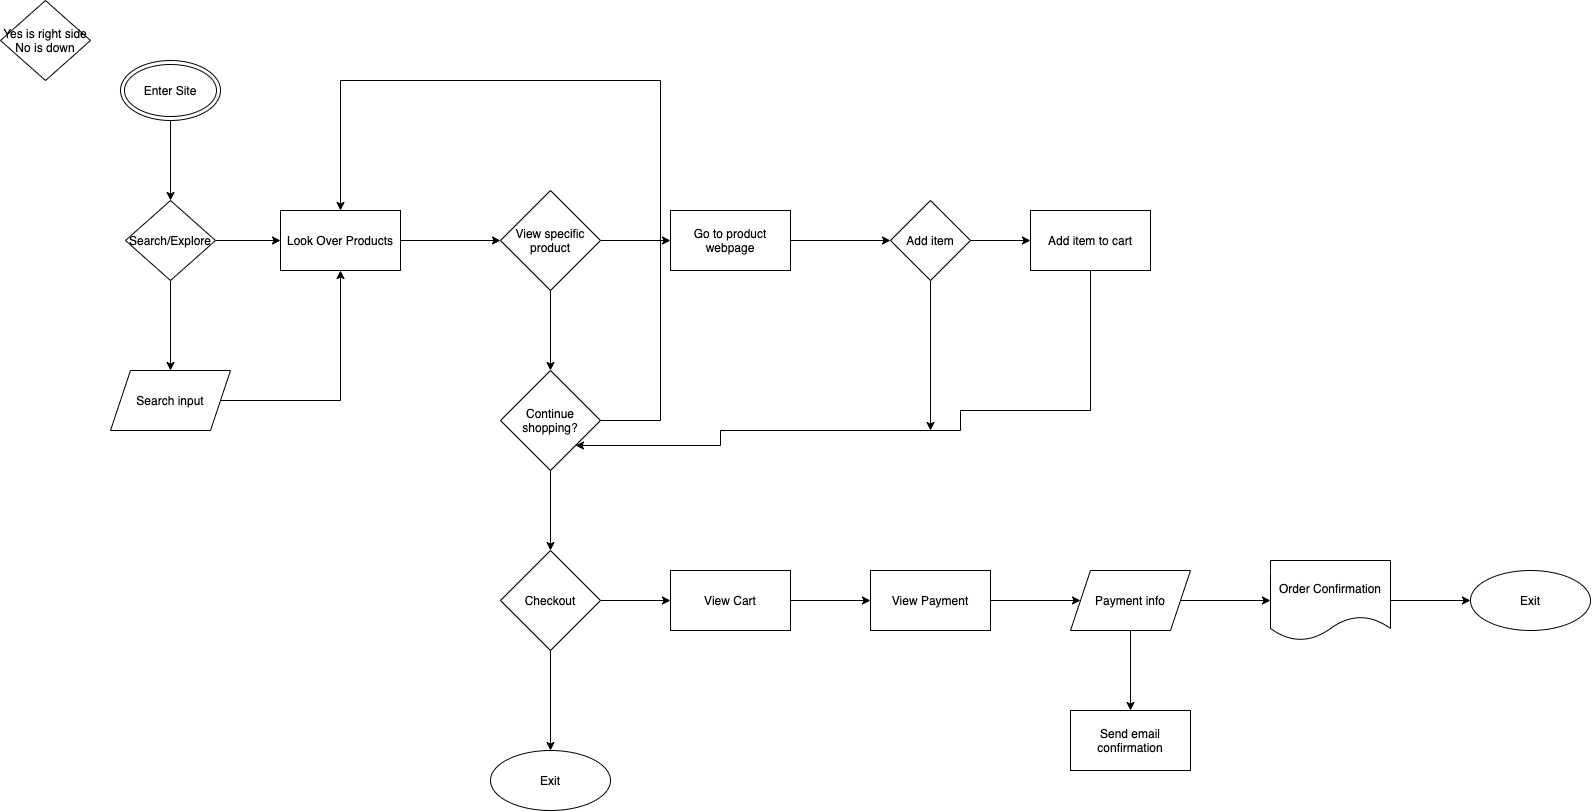 Yes is right side
No is down
Enter Site
Search/Explore
Look Over Products
View specific
product
Go to product
webpage
Add item
Add item to cart
Search input
Continue
shopping?
Checkout
View Cart
View Payment
Payment info
Order Confirmation
Exit
Send email
confirmation
Exit